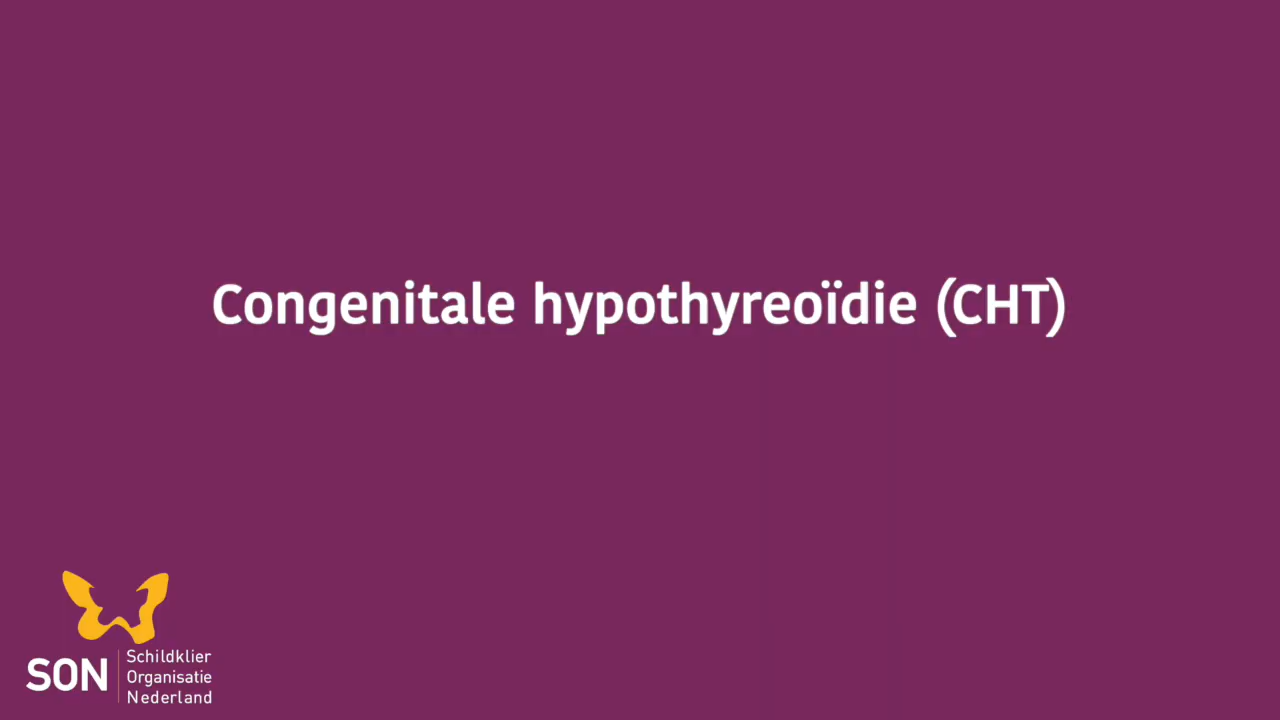 Congenitale hypothyreoïdie (CHT)
SON
Schildklier
Organisatie
Nederland